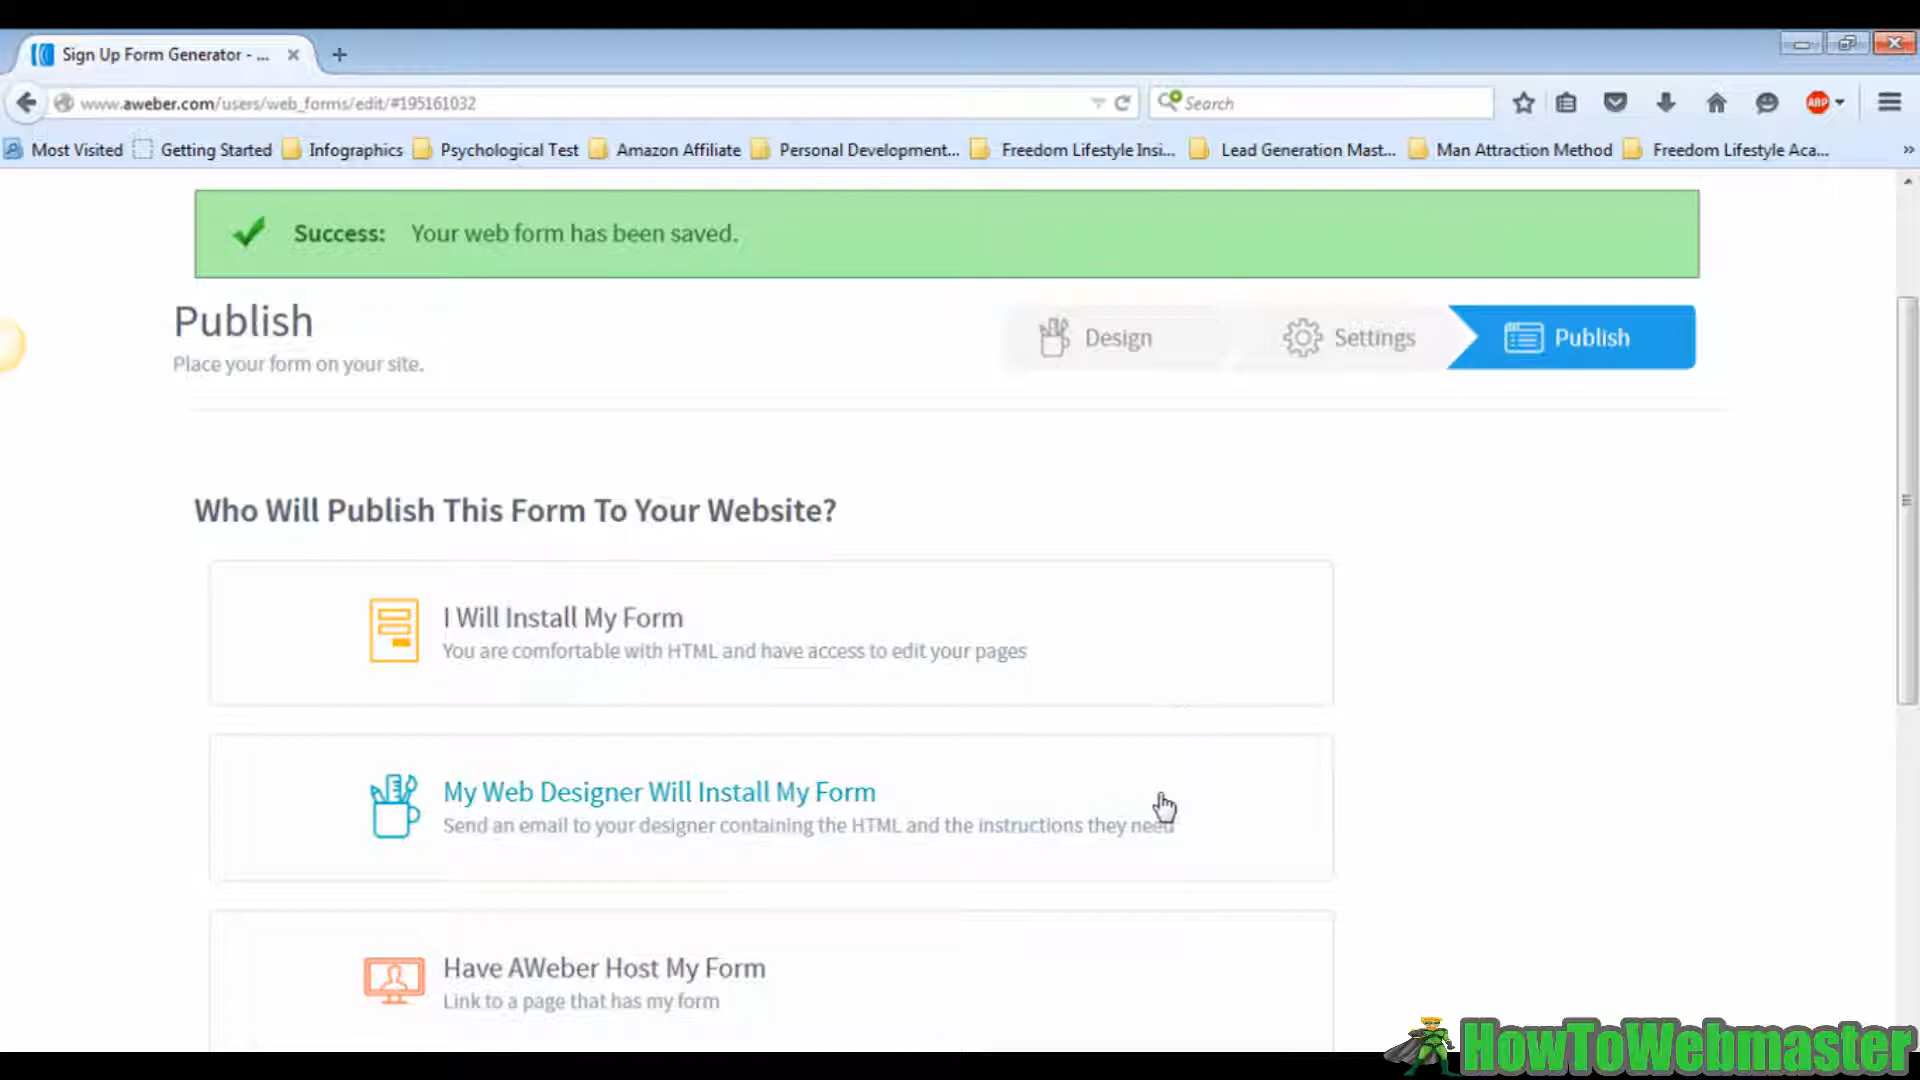 Sign Up Form Generator - ...
www.aweber.com/users/web_forms/edit/#195161032
Search
ABP
Most Visited
Getting Started
Infographics
Psychological Test
Amazon Affiliate
Personal Development...
Freedom Lifestyle Insi...
Lead Generation Mast...
Man Attraction Method
Freedom Lifestyle Aca...
Success: Your web form has been saved.
Publish
Place your form on your site.
Design
Settings
Publish
Who Will Publish This Form To Your Website?
I Will Install My Form
You are comfortable with HTML and have access to edit your pages
My Web Designer Will Install My Form
Send an email to your designer containing the HTML and the instructions they need
Have AWeber Host My Form
Link to a page that has my form
HowToWebmaster